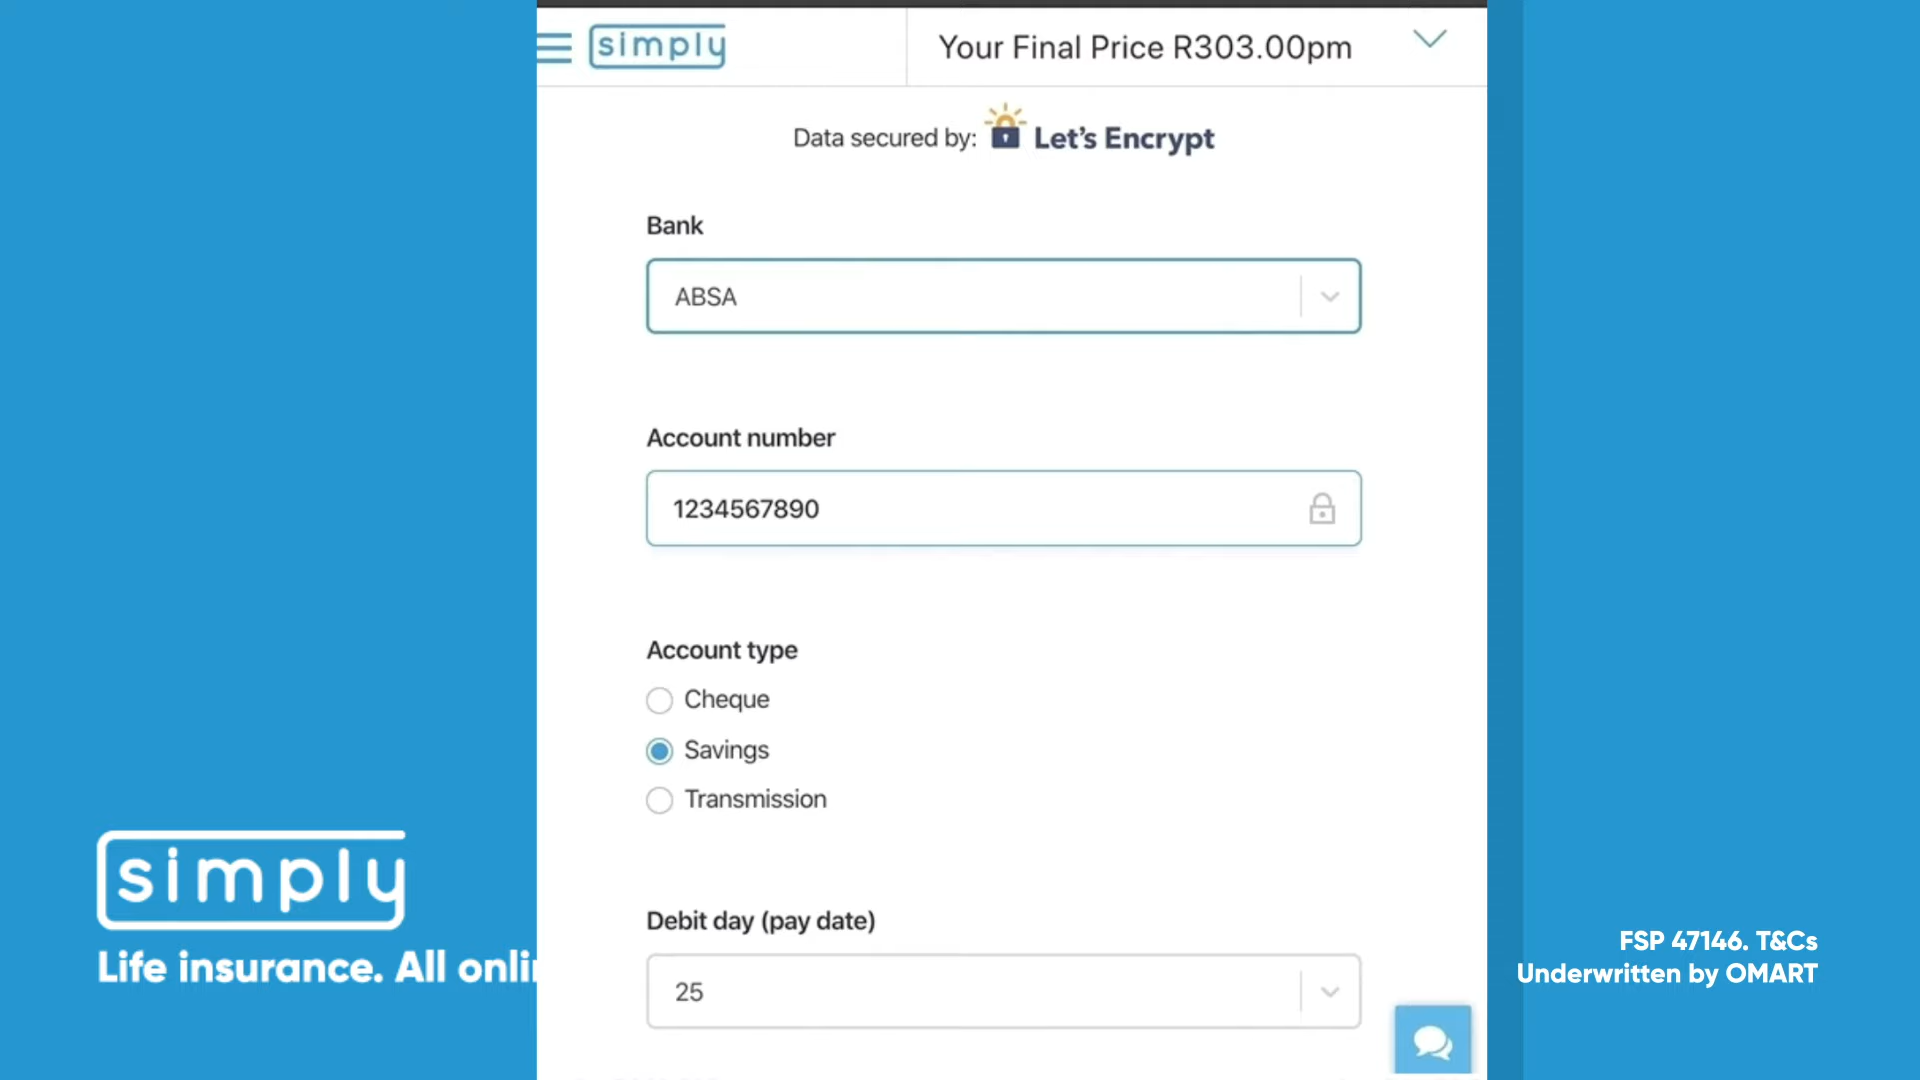 simply
Your Final Price R303.00pm
Data secured by: Let's Encrypt
Bank
ABSA
Account number
1234567890
Account type
Cheque
Savings
Transmission
Debit day (pay date)
25
simply
Life insurance. All onli
FSP 47146. T&Cs
Underwritten by OMART